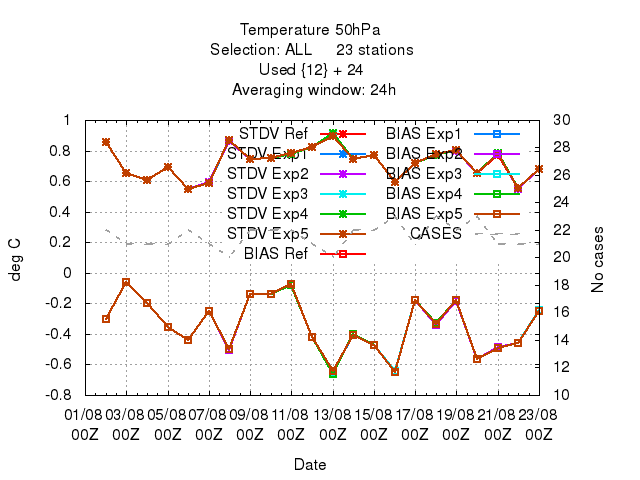 Temperature 50hPa
Selection: ALL 23 stations
Used {12} + 24
Averaging window: 24h
1
0.8
0.6
0.4
0.2
0
-0.2
-0.4
-0.6
-0.8
deg C
30
28
26
24
22
20
18
16
14
12
10
No cases
STDV Ref
STDV Exp1
STDV Exp2
STDV Exp3
STDV Exp4
STDV Exp5
BIAS Ref
BIAS Exp1
BIAS Exp2
BIAS Exp3
BIAS Exp4
BIAS Exp5
CASES
01/08 03/08 05/08 07/08 09/08 11/08 13/08 15/08 17/08 19/08 21/08 23/08
00Z 00Z 00Z 00Z 00Z 00Z 00Z 00Z 00Z 00Z 00Z 00Z
Date